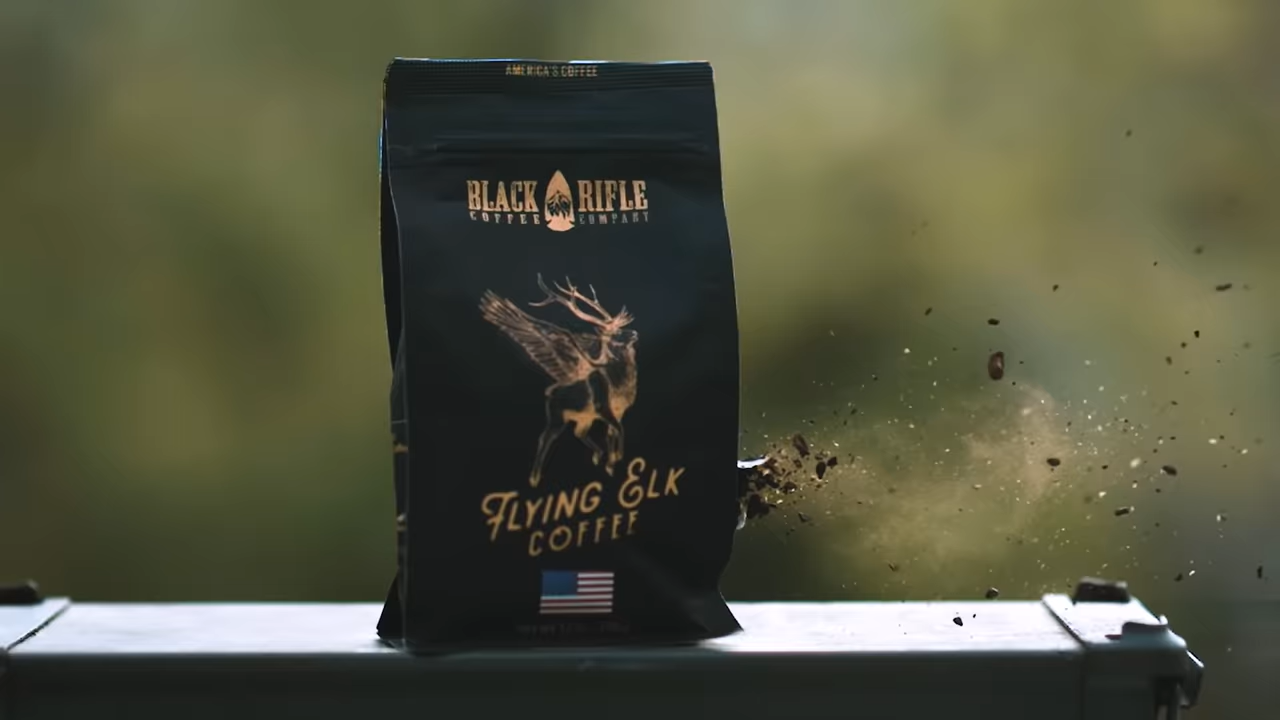 AMERICA'S COFFEE
BLACK RIFLE
COFFEE COMPANY
FLYING ELK
COFFEE